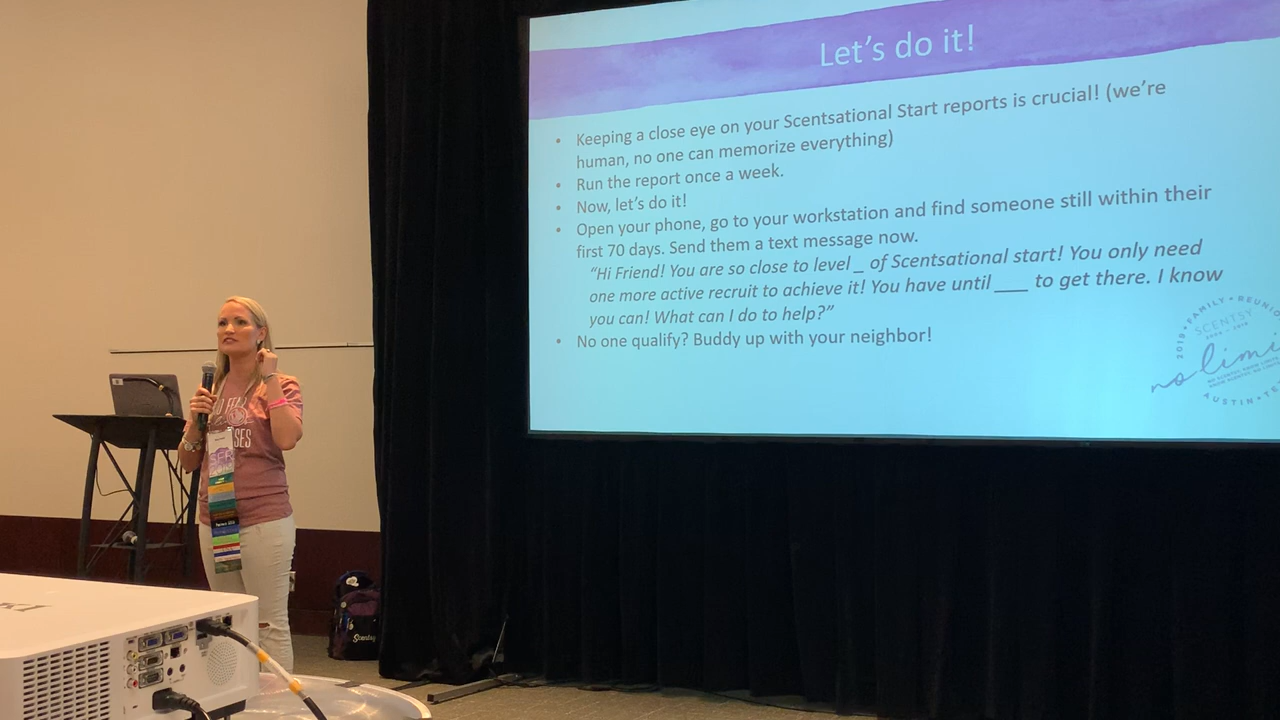 Let's do it!
• Keeping a close eye on your Scentsational Start reports is crucial! (we're
human, no one can memorize everything)
• Run the report once a week.
• Now, let's do it!
• Open your phone, go to your workstation and find someone still within their
first 70 days. Send them a text message now.
"Hi Friend! You are so close to level _ of Scentsational start! You only need
one more active recruit to achieve it! You have until ___ to get there. I know
you can! What can I do to help?"
• No one qualify? Buddy up with your neighbor!
2019 • FAMILY • REUNIO
SCENTSY
no limi
AUSTIN • TE
Scentsy